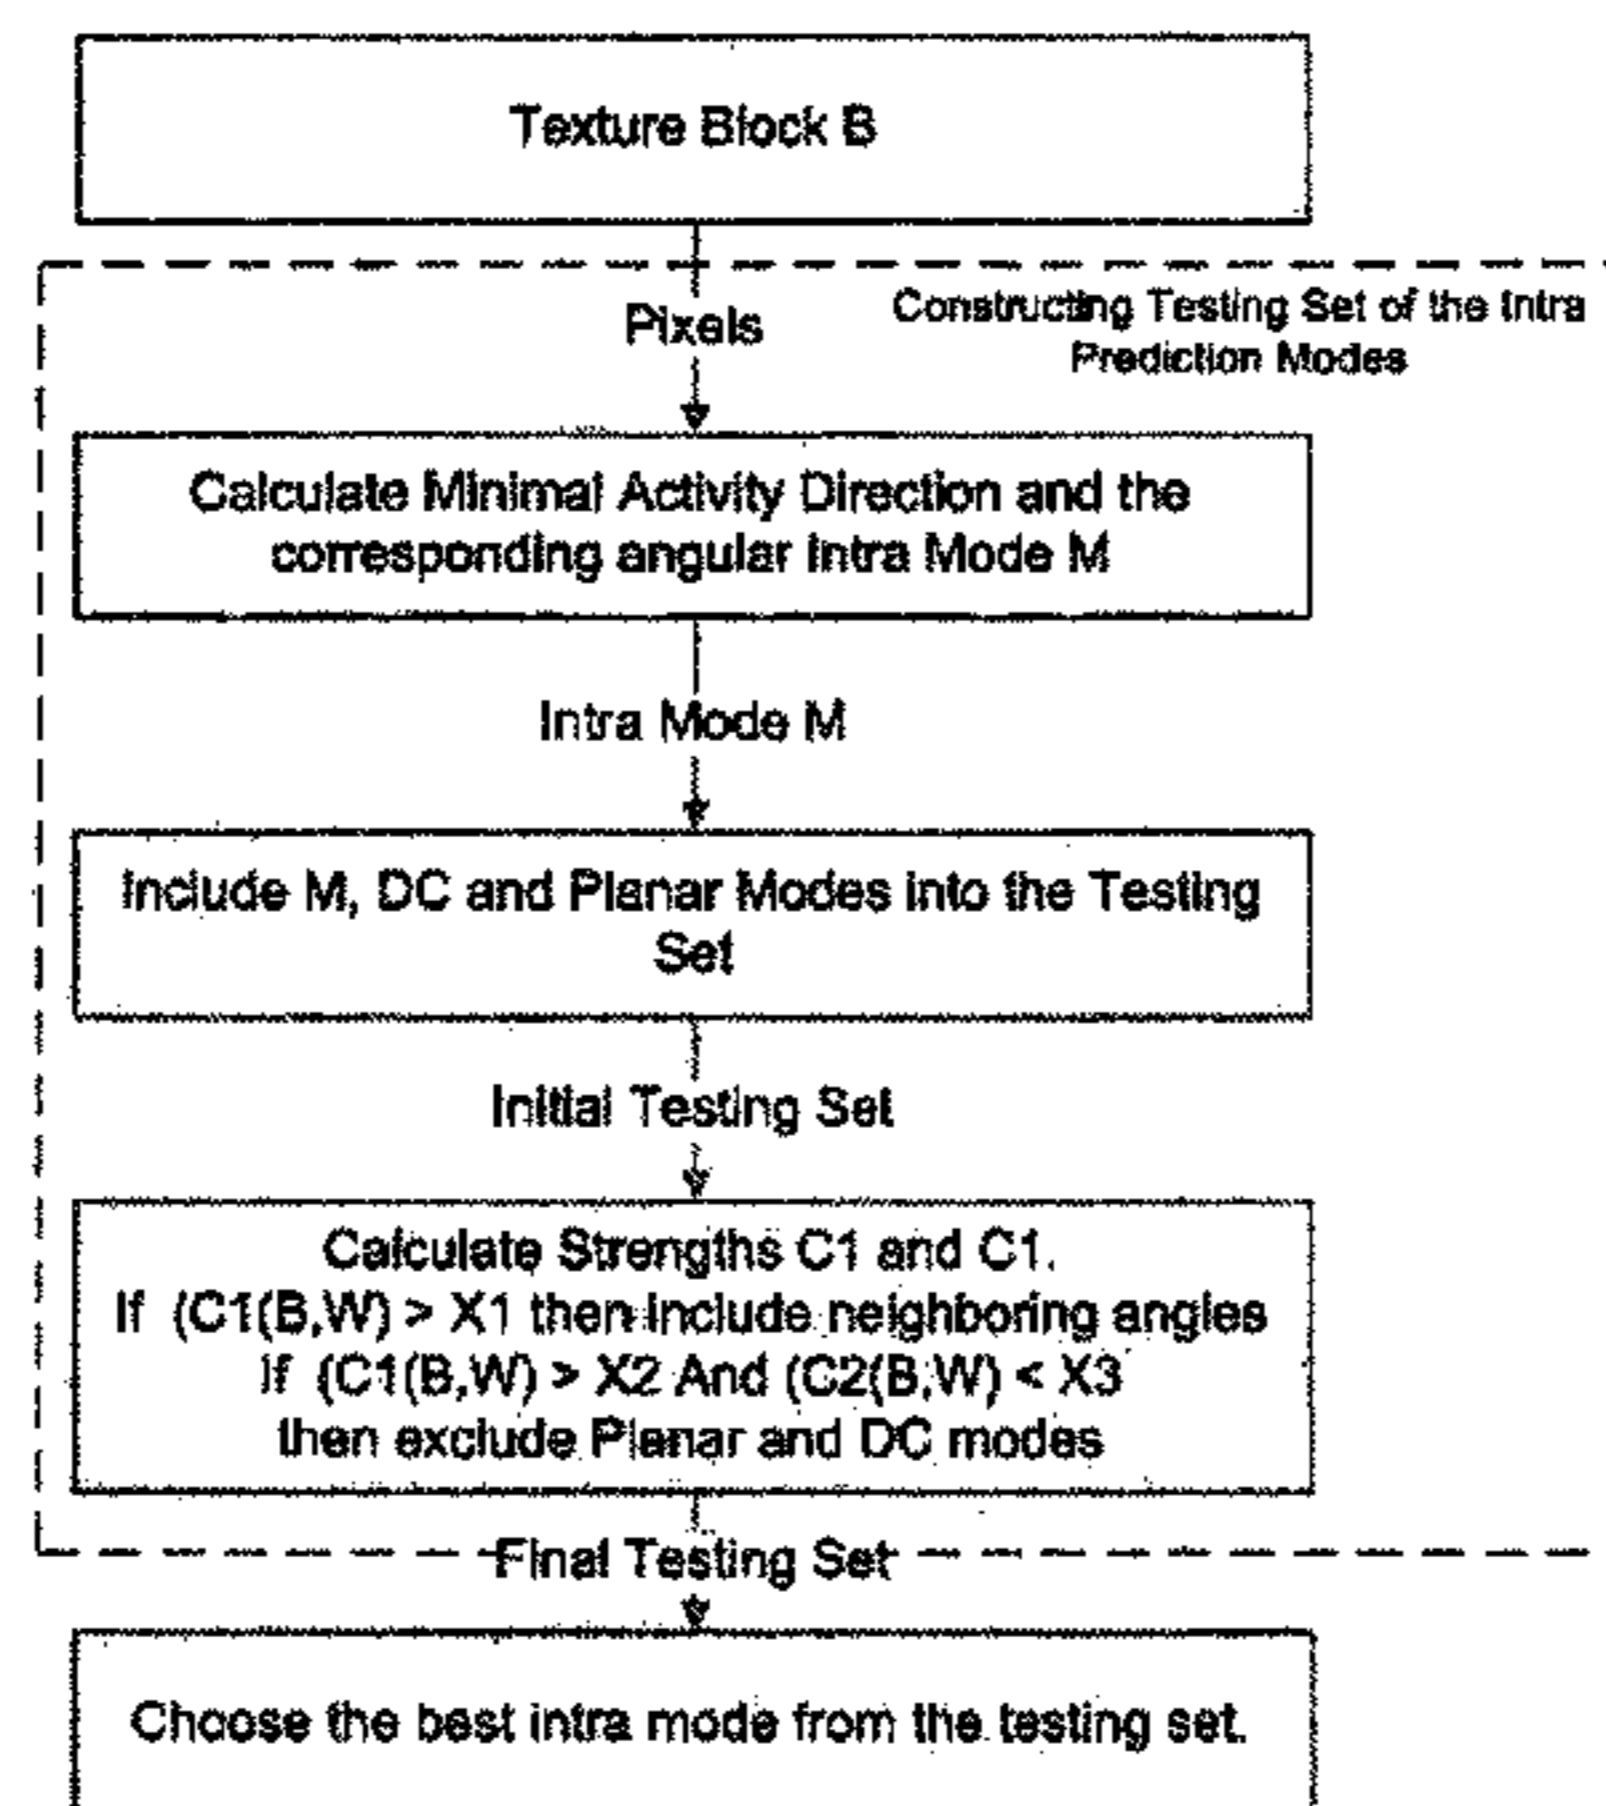 Texture Block B
Pixels
Constructing Testing Set of the Intra
Prediction Modes
Calculate Minimal Activity Direction and the
corresponding angular Intra Mode M
Intra Mode M
Include M, DC and Planar Modes into the Testing
Set
Initial Testing Set
Calculate Strengths C1 and C1.
If (C1(B,W) > X1 then include neighboring angles
If (C1(B,W) > X2 And (C2(B,W) < X3
then exclude Planar and DC modes
Final Testing Set
Choose the best intra mode from the testing set.